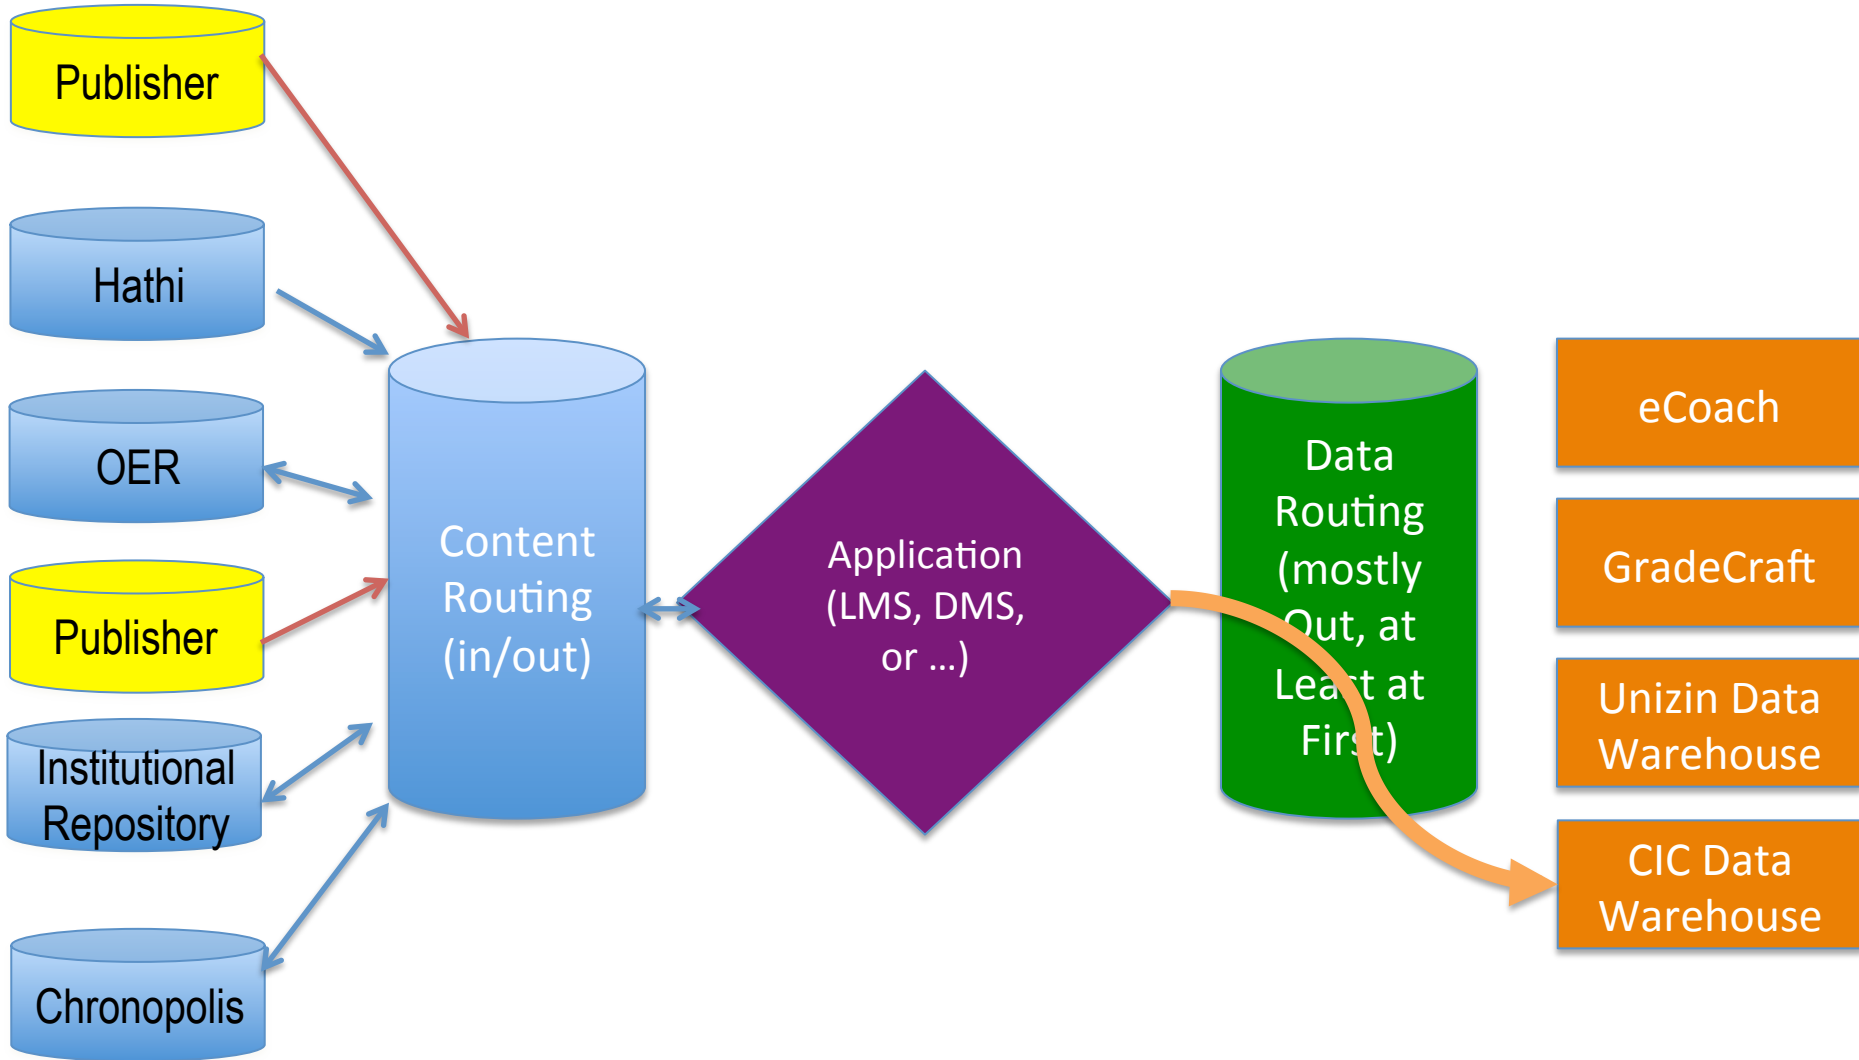 Publisher
Hathi
OER
Publisher
Institutional
Repository
Chronopolis
Content
Routing
(in/out)
Application
(LMS, DMS,
or ...)
Data
Routing
(mostly
Out, at
Least at
First)
eCoach
GradeCraft
Unizin Data
Warehouse
CIC Data
Warehouse